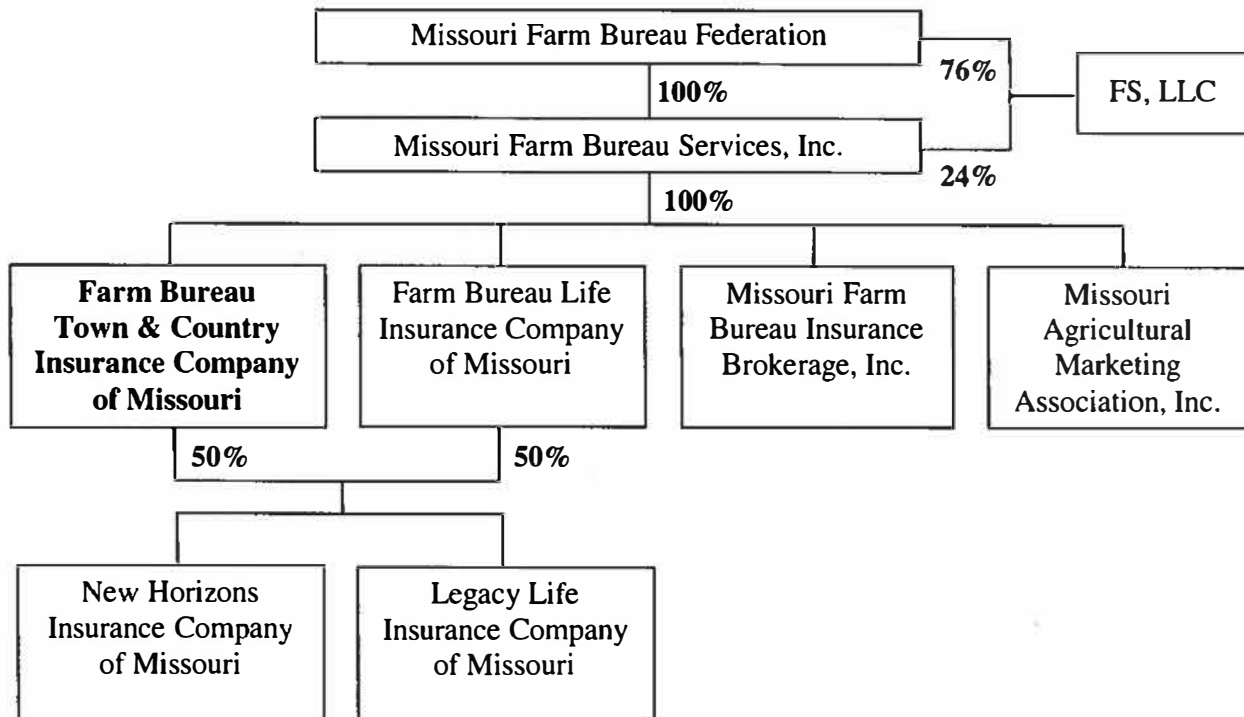 Missouri Farm Bureau Federation
76%
100%
FS, LLC
Missouri Farm Bureau Services, Inc.
24%
100%
Farm Bureau
Town & Country
Insurance Company
of Missouri
Farm Bureau Life
Insurance Company
of Missouri
Missouri Farm
Bureau Insurance
Brokerage, Inc.
Missouri
Agricultural
Marketing
Association, Inc.
50%
50%
New Horizons
Insurance Company
of Missouri
Legacy Life
Insurance Company
of Missouri